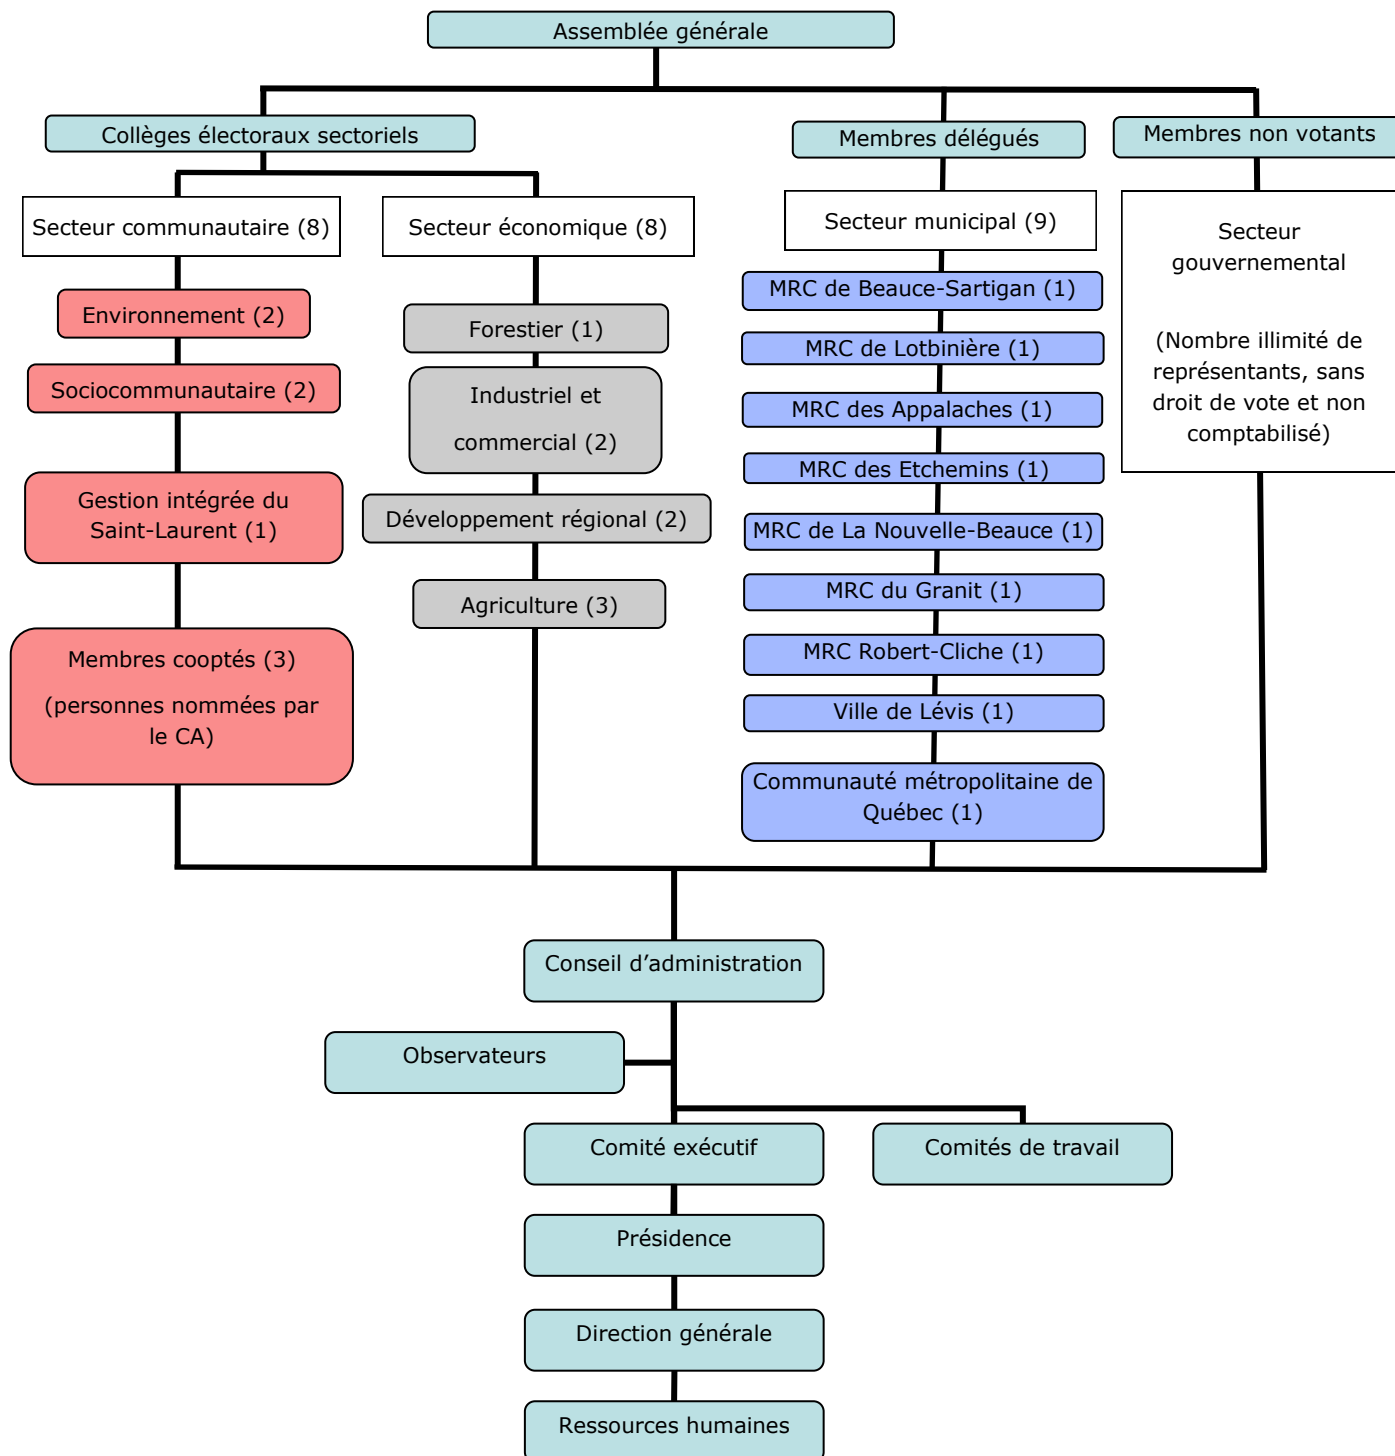 Assemblée générale
Collèges électoraux sectoriels
Membres délégués
Membres non votants
Secteur communautaire (8)
Secteur économique (8)
Secteur municipal (9)
Secteur
gouvernemental
(Nombre illimité de
représentants, sans
droit de vote et non
comptabilisé)
Environnement (2)
Sociocommunautaire (2)
Gestion intégrée du
Saint-Laurent (1)
Membres cooptés (3)
(personnes nommées par
le CA)
Forestier (1)
Industriel et
commercial (2)
Développement régional (2)
Agriculture (3)
MRC de Beauce-Sartigan (1)
MRC de Lotbinière (1)
MRC des Appalaches (1)
MRC des Etchemins (1)
MRC de La Nouvelle-Beauce (1)
MRC du Granit (1)
MRC Robert-Cliche (1)
Ville de Lévis (1)
Communauté métropolitaine de
Québec (1)
Conseil d’administration
Observateurs
Comité exécutif
Comités de travail
Présidence
Direction générale
Ressources humaines